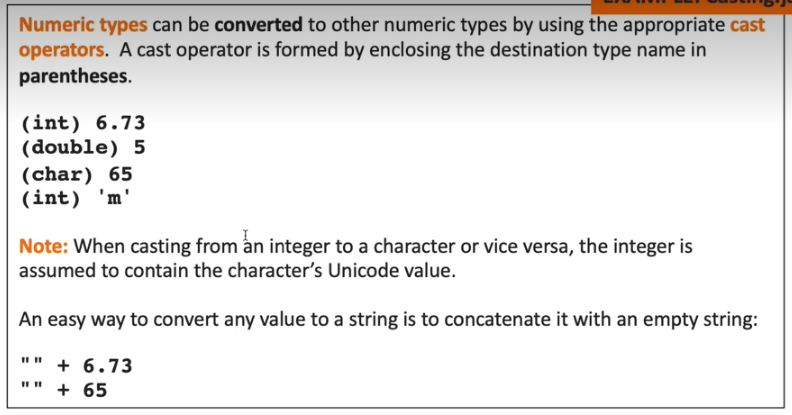 Numeric types can be converted to other numeric types by using the appropriate cast
operators. A cast operator is formed by enclosing the destination type name in
parentheses.
(int) 6.73
(double) 5
(char) 65
(int) 'm'
Note: When casting from an integer to a character or vice versa, the integer is
assumed to contain the character's Unicode value.
An easy way to convert any value to a string is to concatenate it with an empty string:
"" + 6.73
"" + 65